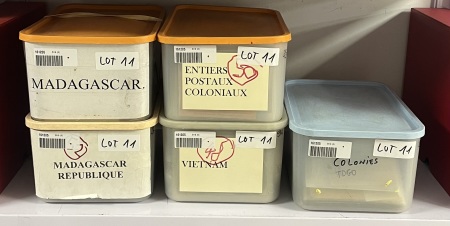 LOT 11
MADAGASCAR.
LOT 11
ENTIERS
POSTAUX
COLONIAUX
LOT 11
MADAGASCAR
REPUBLIQUE
LOT 11
VIETNAM
LOT 11
COLONIES
TOGO